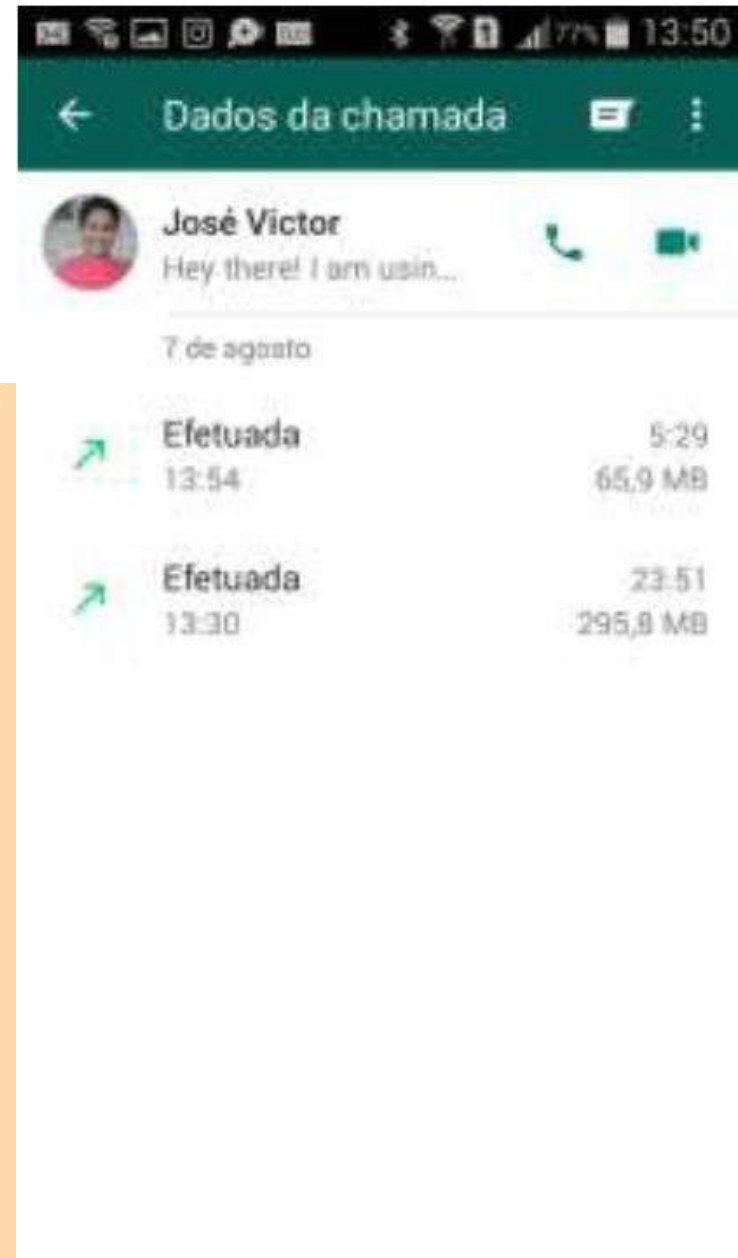 77% 13:50
Dados da chamada
José Victor
Hey there! I am usin...
7 de agosto
Efetuada 5:29
13:54 65,9 MB
Efetuada 23:51
13:30 295,8 MB